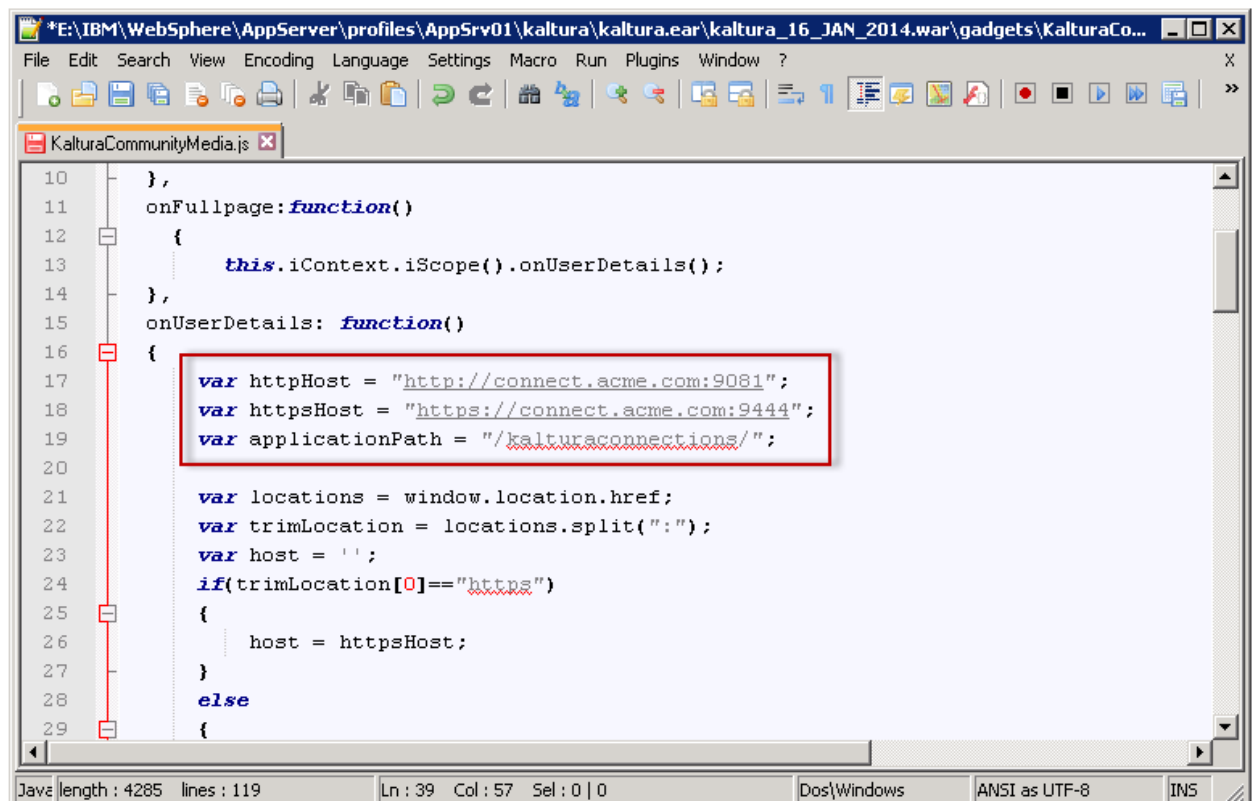 *E:\IBM\WebSphere\AppServer\profiles\AppSrv01\kaltura\kaltura.ear\kaltura_16_JAN_2014.war\gadgets\KalturaCo...
File Edit Search View Encoding Language Settings Macro Run Plugins Window ? X
KalturaCommunityMedia.js
10 },
11 onFullpage:function()
12 {
13 this.iContext.iScope().onUserDetails();
14 },
15 onUserDetails: function()
16 {
17 var httpHost = "http://connect.acme.com:9081";
18 var httpsHost = "https://connect.acme.com:9444";
19 var applicationPath = "/kalturaconnections/";
20
21 var locations = window.location.href;
22 var trimLocation = locations.split(":");
23 var host = '';
24 if(trimLocation[0]=="https")
25 {
26 host = httpsHost;
27 }
28 else
29 {
Java length : 4285 lines : 119 Ln : 39 Col : 57 Sel : 0 | 0 Dos\Windows ANSI as UTF-8 INS